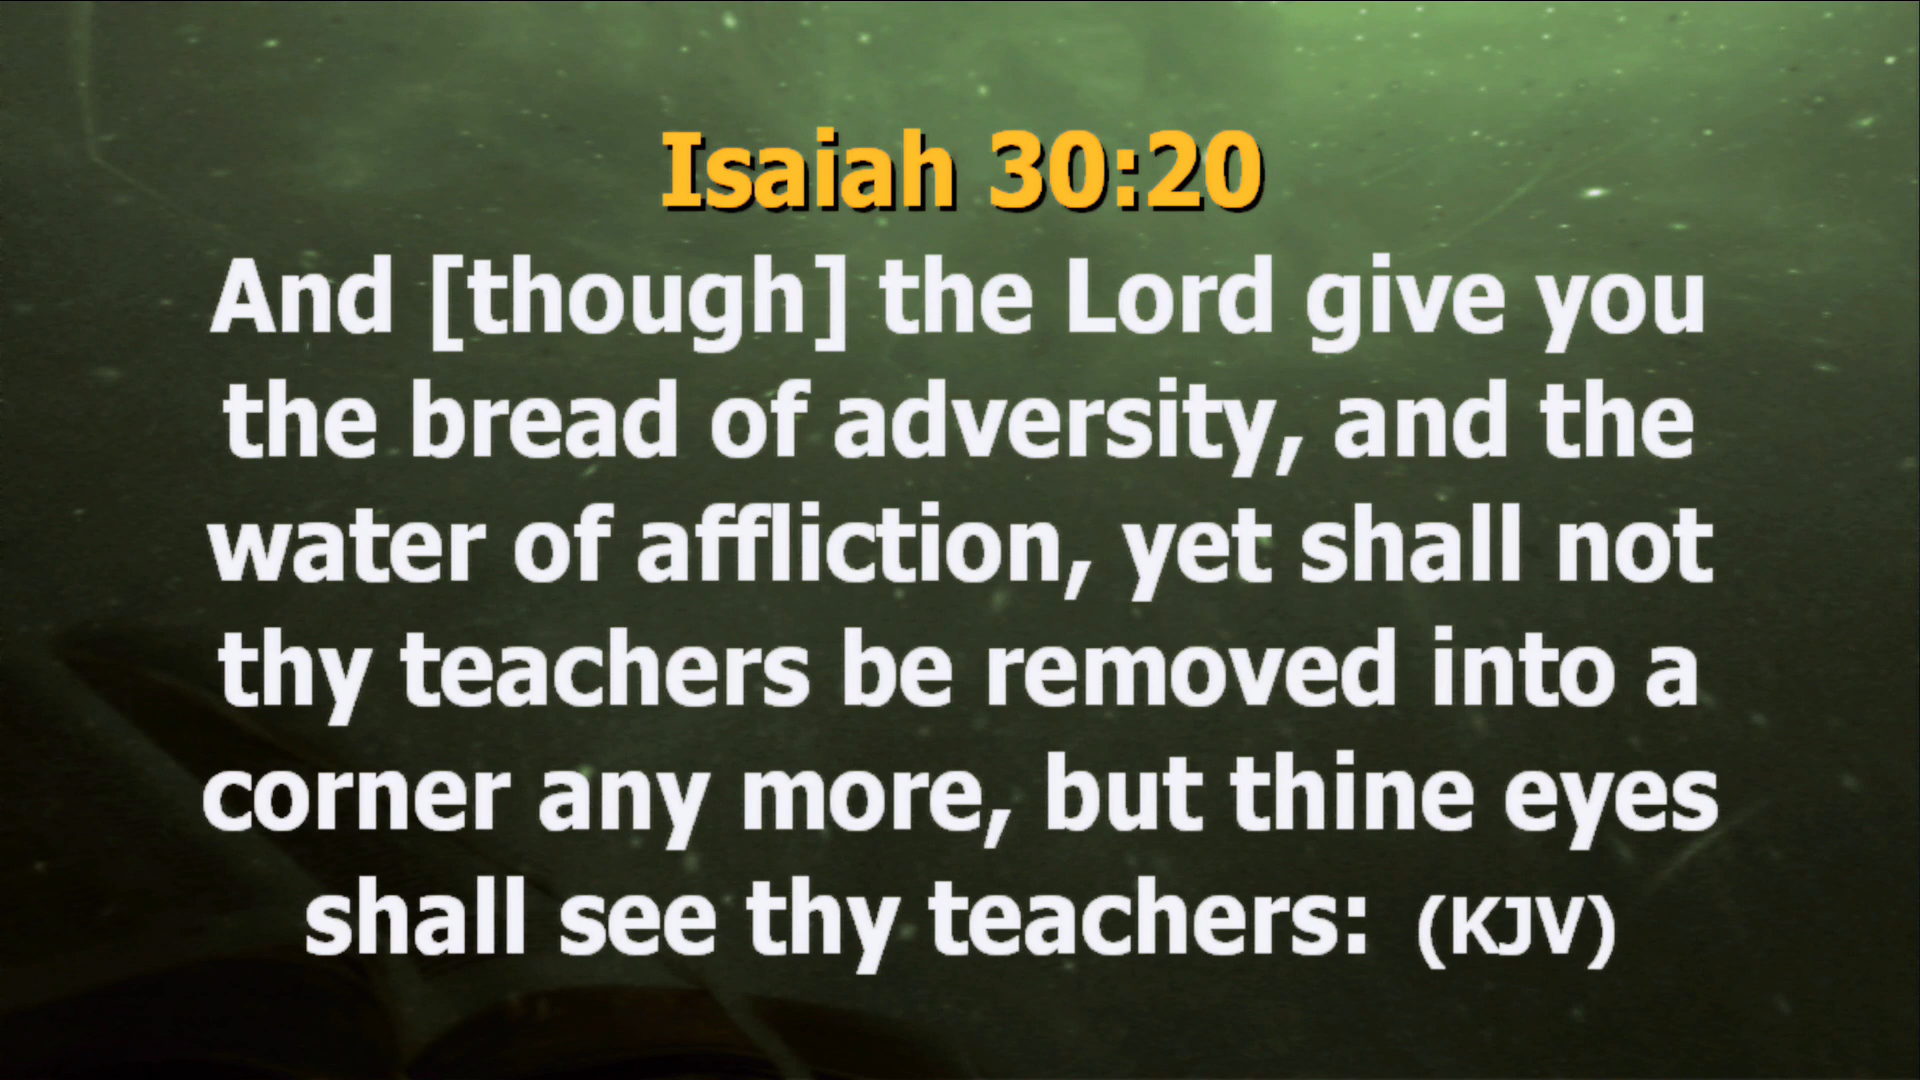 Isaiah 30:20
And [though] the Lord give you
the bread of adversity, and the
water of affliction, yet shall not
thy teachers be removed into a
corner any more, but thine eyes
shall see thy teachers: (KJV)